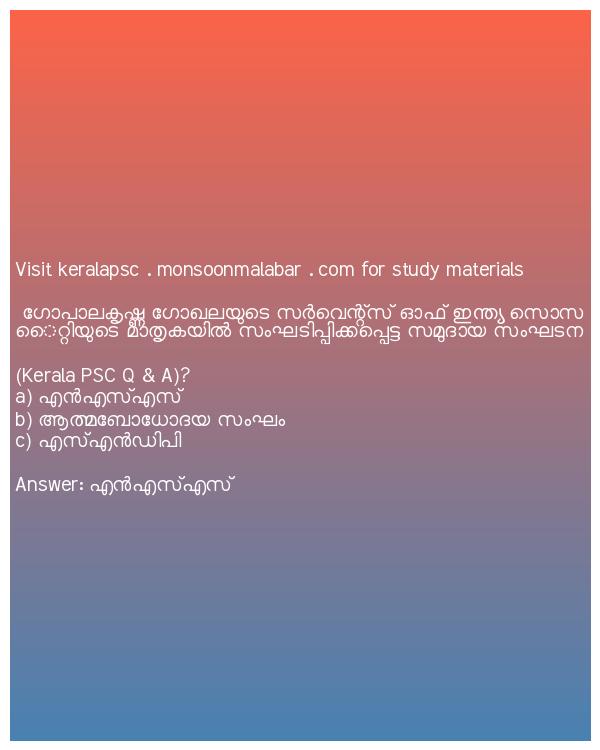 Visit keralapsc . monsoonmalabar . com for study materials
ഗോപാലകൃഷ്ണ ഗോഖലയുടെ സർവെന്റ്സ് ഓഫ് ഇന്ത്യ സൊസ
ൈറ്റിയുടെ മാതൃകയിൽ സംഘടിപ്പിക്കപ്പെട്ട സമുദായ സംഘടന
(Kerala PSC Q & A)?
a) എൻഎസ്എസ്
b) ആത്മബോധോദയ സംഘം
c) എസ്എൻഡിപി
Answer: എൻഎസ്എസ്